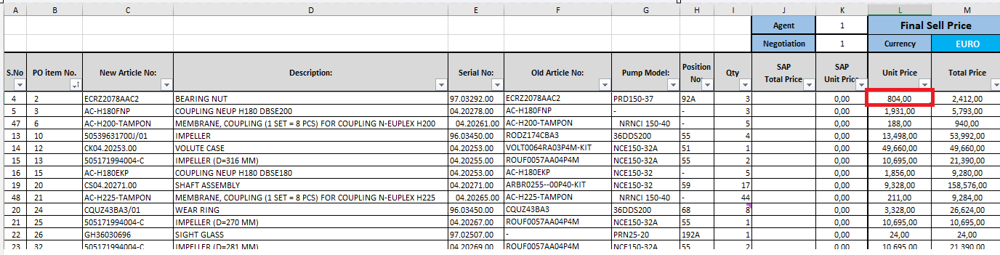 A B C D E F G H I J K L M
Agent 1 Final Sell Price
Negotiation 1 Currency EURO
S.No PO item No. New Article No: Description: Serial No: Old Article No: Pump Model: Position No: Qty SAP Total Price SAP Unit Price Unit Price Total Price
4 2 ECRZ2078AAC2 BEARING NUT 97.03292.00 ECRZ2078AAC2 PRD150-37 92A 3 0,00 804,00 2,412,00
5 3 AC-H180FNP COUPLING NEUP H180 DBSE200 04.20278.00 AC-H180FNP - - 3 0,00 1,931,00 5,793,00
47 6 AC-H200-TAMPON MEMBRANE, COUPLING (1 SET = 8 PCS) FOR COUPLING N-EUPLEX H200 04.20261.00 AC-H200-TAMPON NRNCI 150-40 - 5 0,00 188,00 940,00
13 10 50539631700J/01 IMPELLER 96.03450.00 RODZ174CBA3 36DDS200 55 4 0,00 13,498,00 53,992,00
14 12 CK04.20253.00 VOLUTE CASE 04.20253.00 VOLT0064RA03P4M-KIT NCE150-32A 51 1 0,00 49,660,00 49,660,00
15 13 505171994004-C IMPELLER (D=316 MM) 04.20255.00 ROUF0057AA04P4M NCE150-32A 55 2 0,00 10,695,00 21,390,00
16 15 AC-H180EKP COUPLING NEUP H180 DBSE180 04.20253.00 AC-H180EKP NCE150-32 - 5 0,00 1,856,00 9,280,00
19 20 CS04.20271.00 SHAFT ASSEMBLY 04.20271.00 ARBR0255--00P40-KIT NCE150-32 59 17 0,00 9,328,00 158,576,00
48 21 AC-H225-TAMPON MEMBRANE, COUPLING (1 SET = 8 PCS) FOR COUPLING N-EUPLEX H225 04.20265.00 AC-H225-TAMPON NRNCI 150-40 - 44 0,00 211,00 9,284,00
20 24 CQUZ43BA3/01 WEAR RING 96.03450.00 CQUZ43BA3 36DDS200 68 8 0,00 3,328,00 26,624,00
21 25 505171994004-C IMPELLER (D=270 MM) 04.20267.00 ROUF0057AA04P4M NCE150-32A 55 1 0,00 10,695,00 10,695,00
22 26 GH36030696 SIGHT GLASS 97.02507.00 - PRN25-20 192A 1 0,00 24,00 24,00
23 32 505171994004-C IMPELLER (D=281 MM) 04.20269.00 ROUF0057AA04P4M NCE150-32A 55 2 0,00 10,695,00 21,390,00